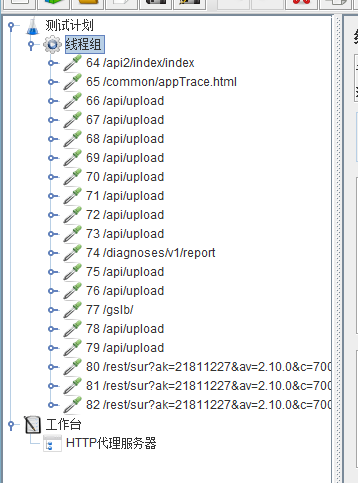 测试计划
线程组
64 /api2/index/index
65 /common/appTrace.html
66 /api/upload
67 /api/upload
68 /api/upload
69 /api/upload
70 /api/upload
71 /api/upload
72 /api/upload
73 /api/upload
74 /diagnoses/v1/report
75 /api/upload
76 /api/upload
77 /gslb/
78 /api/upload
79 /api/upload
80 /rest/sur?ak=21811227&av=2.10.0&c=700
81 /rest/sur?ak=21811227&av=2.10.0&c=700
82 /rest/sur?ak=21811227&av=2.10.0&c=700
工作台
HTTP代理服务器